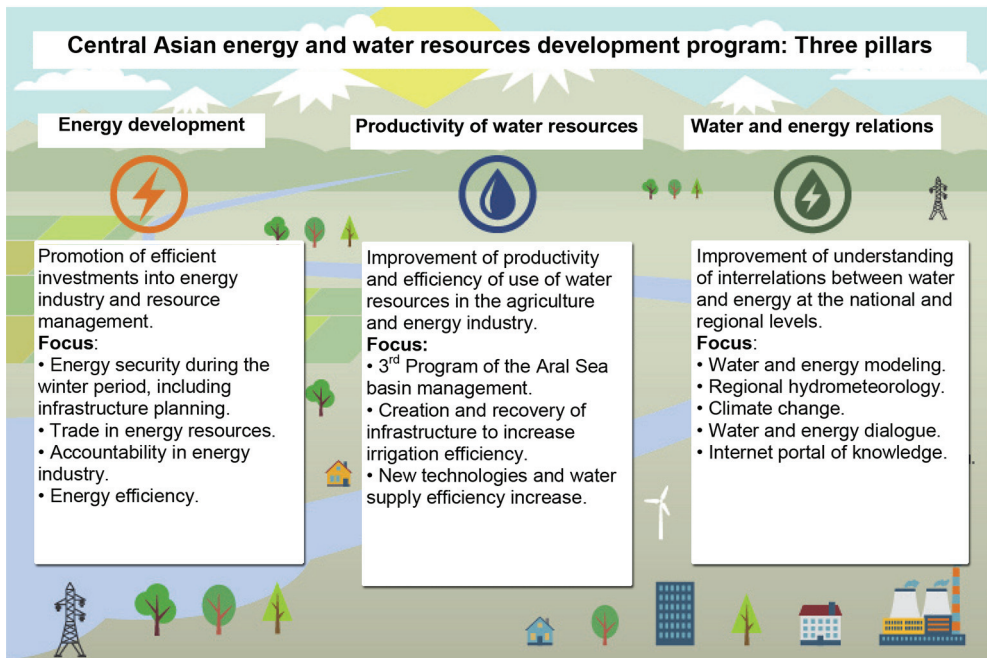 Central Asian energy and water resources development program: Three pillars
Energy development
Promotion of efficient
investments into energy
industry and resource
management.
Focus:
• Energy security during the
winter period, including
infrastructure planning.
• Trade in energy resources.
• Accountability in energy
industry.
• Energy efficiency.
Productivity of water resources
Improvement of productivity
and efficiency of use of water
resources in the agriculture
and energy industry.
Focus:
• 3rd Program of the Aral Sea
basin management.
• Creation and recovery of
infrastructure to increase
irrigation efficiency.
• New technologies and water
supply efficiency increase.
Water and energy relations
Improvement of understanding
of interrelations between water
and energy at the national and
regional levels.
Focus:
• Water and energy modeling.
• Regional hydrometeorology.
• Climate change.
• Water and energy dialogue.
• Internet portal of knowledge.